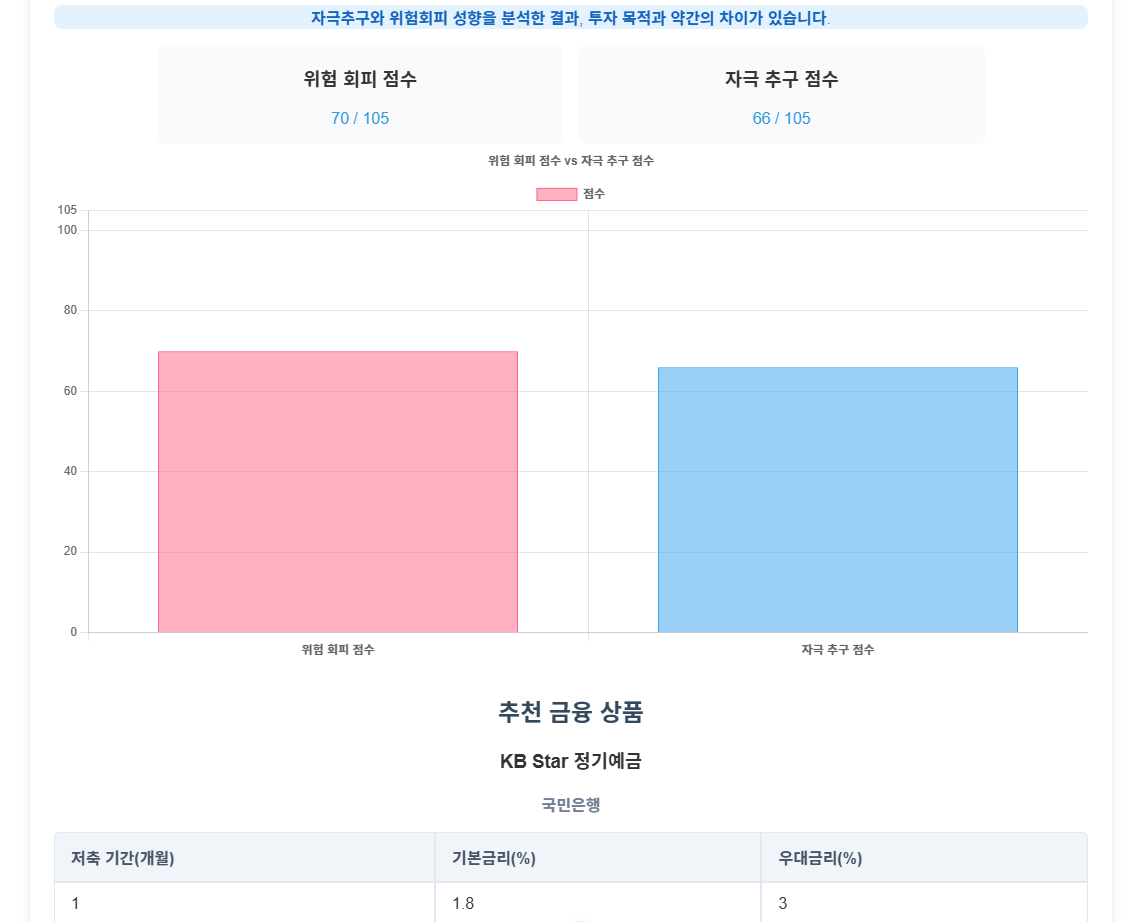 자극추구와 위험회피 성향을 분석한 결과, 투자 목적과 약간의 차이가 있습니다.
위험 회피 점수 자극 추구 점수
70 / 105 66 / 105
위험 회피 점수 vs 자극 추구 점수
점수
105
100
80
60
40
20
0
위험 회피 점수 자극 추구 점수
추천 금융 상품
KB Star 정기예금
국민은행
저축 기간(개월) 기본금리(%) 우대금리(%)
1 1.8 3